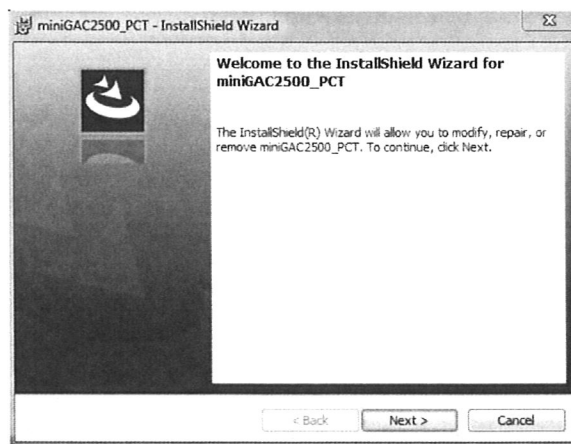 miniGAC2500_PCT - InstallShield Wizard
Welcome to the InstallShield Wizard for
miniGAC2500_PCT
The InstallShield(R) Wizard will allow you to modify, repair, or
remove miniGAC2500_PCT. To continue, click Next.
< Back
Next >
Cancel